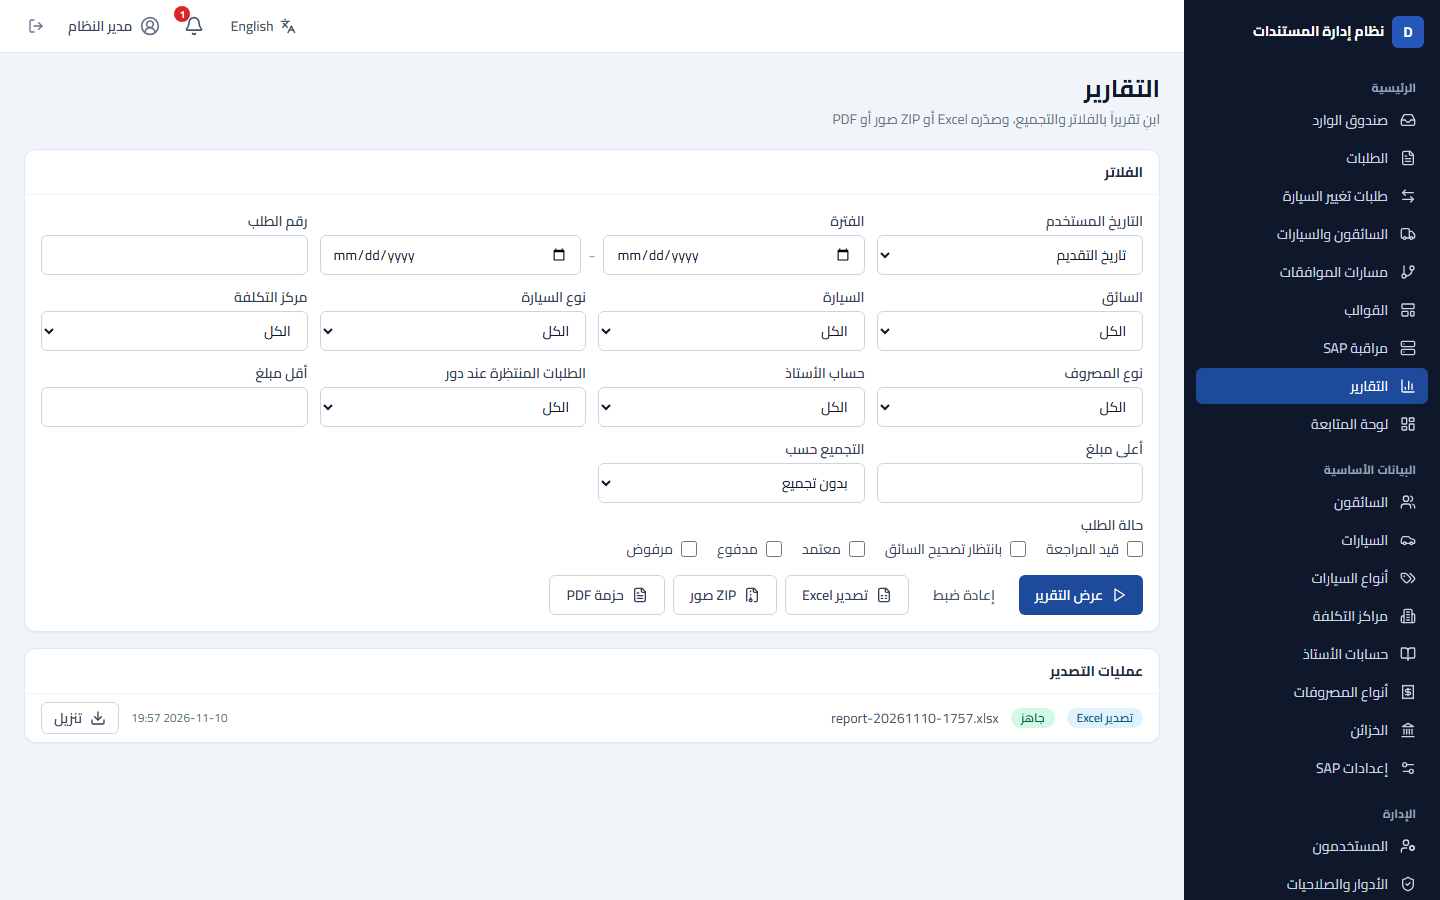 نظام إدارة المستندات
D
الرئيسية
صندوق الوارد
الطلبات
طلبات تغيير السيارة
السائقون والسيارات
مسارات الموافقات
القوالب
مراقبة SAP
التقارير
لوحة المتابعة
البيانات الأساسية
السائقون
السيارات
أنواع السيارات
مراكز التكلفة
حسابات الأستاذ
أنواع المصروفات
الخزائن
إعدادات SAP
الإدارة
المستخدمون
الأدوار والصلاحيات
English
1
مدير النظام
التقارير
ابنِ تقريراً بالفلاتر والتجميع، وصدّره Excel أو ZIP صور أو PDF
الفلاتر
التاريخ المستخدم
الفترة
رقم الطلب
تاريخ التقديم
mm/dd/yyyy
–
mm/dd/yyyy
السائق
السيارة
نوع السيارة
مركز التكلفة
الكل
الكل
الكل
الكل
نوع المصروف
حساب الأستاذ
الطلبات المنتظِرة عند دور
أقل مبلغ
الكل
الكل
الكل
أعلى مبلغ
التجميع حسب
بدون تجميع
حالة الطلب
قيد المراجعة
بانتظار تصحيح السائق
معتمد
مدفوع
مرفوض
عرض التقرير
إعادة ضبط
تصدير Excel
ZIP صور
حزمة PDF
عمليات التصدير
تصدير Excel
جاهز
report-20261110-1757.xlsx
2026-11-10 19:57
تنزيل